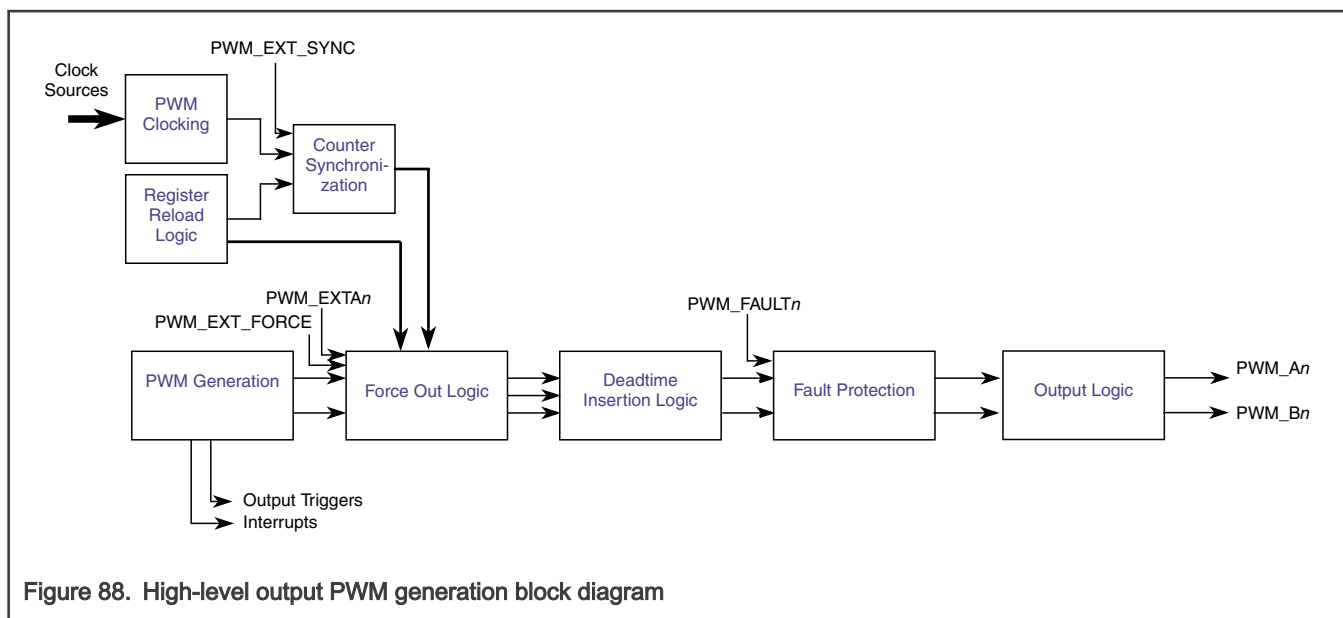 PWM_EXT_SYNC
Clock
Sources
PWM
Clocking
Counter
Synchroni-
zation
Register
Reload
Logic
PWM_EXTAn
PWM_EXT_FORCE
PWM_FAULTn
PWM Generation
Force Out Logic
Deadtime
Insertion Logic
Fault Protection
Output Logic
PWM_An
PWM_Bn
Output Triggers
Interrupts
Figure 88. High-level output PWM generation block diagram